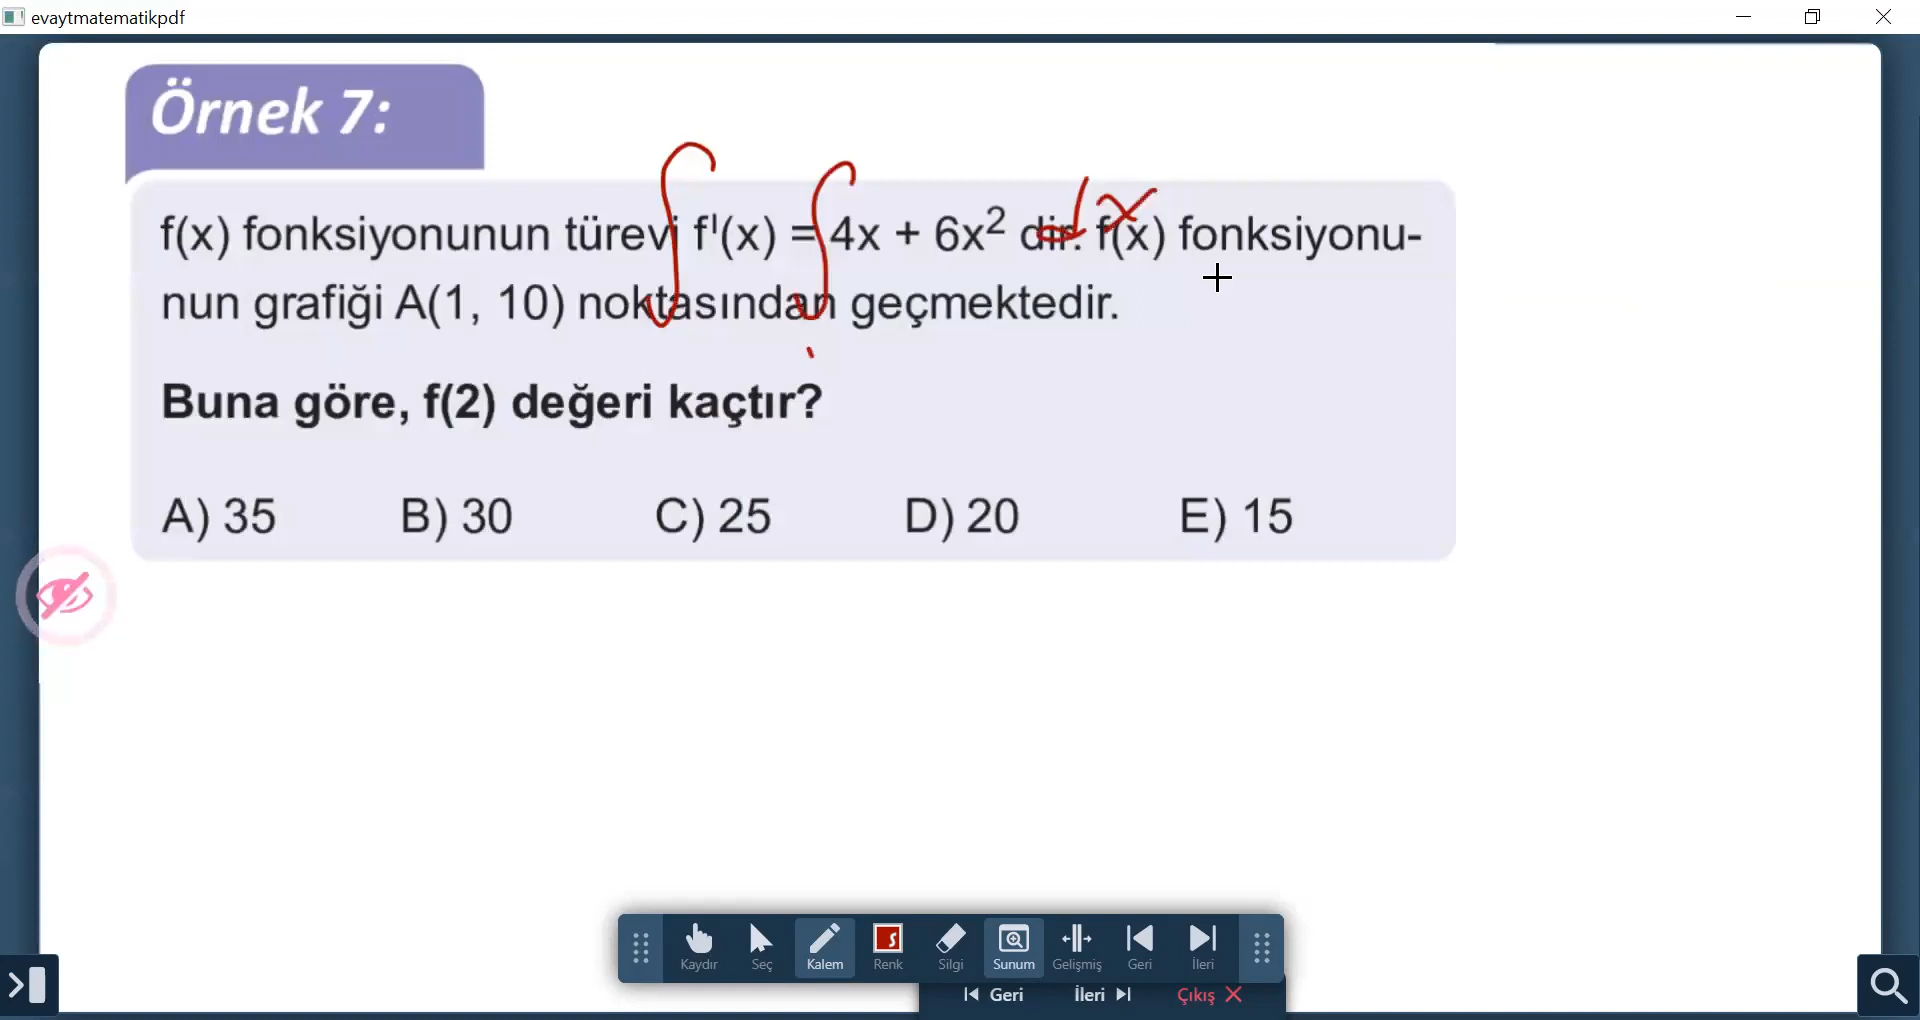 evaytmatematikpdf
Örnek 7:
f(x) fonksiyonunun türevi f'(x) = 4x + 6x² dir. f(x) fonksiyonu-
nun grafiği A(1, 10) noktasından geçmektedir.
∫ ∫ dx
Buna göre, f(2) değeri kaçtır?
A) 35 B) 30 C) 25 D) 20 E) 15
Kaydır Seç Kalem Renk Silgi Sunum Gelişmiş Geri İleri
Geri İleri Çıkış